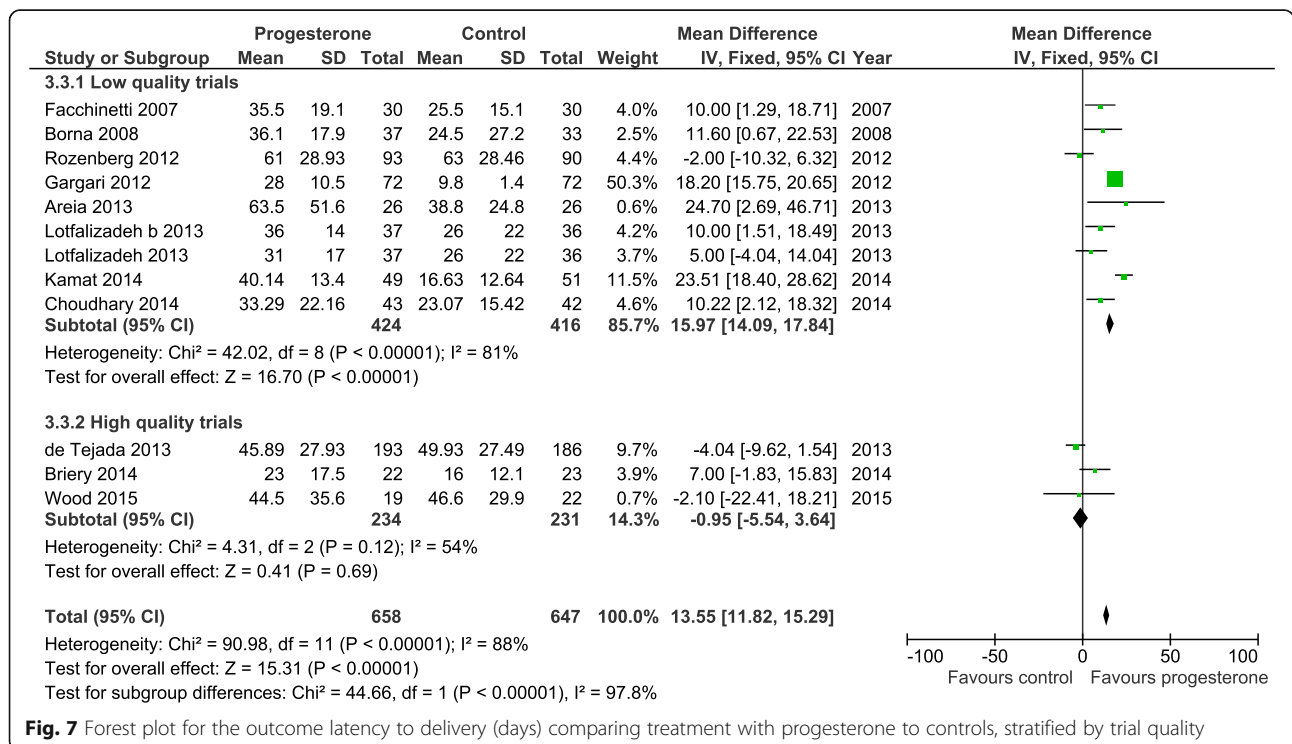 Progesterone Control Mean Difference Mean Difference
Study or Subgroup Mean SD Total Mean SD Total Weight IV, Fixed, 95% CI Year IV, Fixed, 95% CI
3.3.1 Low quality trials
Facchinetti 2007 35.5 19.1 30 25.5 15.1 30 4.0% 10.00 [1.29, 18.71] 2007
Borna 2008 36.1 17.9 37 24.5 27.2 33 2.5% 11.60 [0.67, 22.53] 2008
Rozenberg 2012 61 28.93 93 63 28.46 90 4.4% -2.00 [-10.32, 6.32] 2012
Gargari 2012 28 10.5 72 9.8 1.4 72 50.3% 18.20 [15.75, 20.65] 2012
Areia 2013 63.5 51.6 26 38.8 24.8 26 0.6% 24.70 [2.69, 46.71] 2013
Lotfalizadeh b 2013 36 14 37 26 22 36 4.2% 10.00 [1.51, 18.49] 2013
Lotfalizadeh 2013 31 17 37 26 22 36 3.7% 5.00 [-4.04, 14.04] 2013
Kamat 2014 40.14 13.4 49 16.63 12.64 51 11.5% 23.51 [18.40, 28.62] 2014
Choudhary 2014 33.29 22.16 43 23.07 15.42 42 4.6% 10.22 [2.12, 18.32] 2014
Subtotal (95% CI) 424 416 85.7% 15.97 [14.09, 17.84]
Heterogeneity: Chi² = 42.02, df = 8 (P < 0.00001); I² = 81%
Test for overall effect: Z = 16.70 (P < 0.00001)
3.3.2 High quality trials
de Tejada 2013 45.89 27.93 193 49.93 27.49 186 9.7% -4.04 [-9.62, 1.54] 2013
Briery 2014 23 17.5 22 16 12.1 23 3.9% 7.00 [-1.83, 15.83] 2014
Wood 2015 44.5 35.6 19 46.6 29.9 22 0.7% -2.10 [-22.41, 18.21] 2015
Subtotal (95% CI) 234 231 14.3% -0.95 [-5.54, 3.64]
Heterogeneity: Chi² = 4.31, df = 2 (P = 0.12); I² = 54%
Test for overall effect: Z = 0.41 (P = 0.69)
Total (95% CI) 658 647 100.0% 13.55 [11.82, 15.29]
Heterogeneity: Chi² = 90.98, df = 11 (P < 0.00001); I² = 88%
Test for overall effect: Z = 15.31 (P < 0.00001)
Test for subgroup differences: Chi² = 44.66, df = 1 (P < 0.00001), I² = 97.8%
-100 -50 0 50 100
Favours control Favours progesterone
Fig. 7 Forest plot for the outcome latency to delivery (days) comparing treatment with progesterone to controls, stratified by trial quality